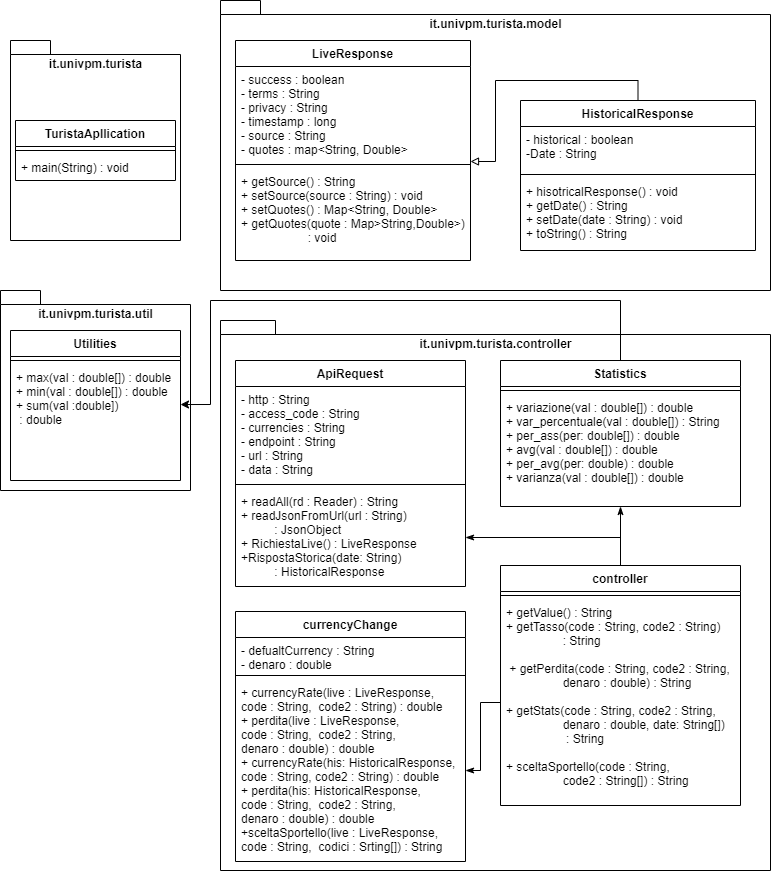 it.univpm.turista
TuristaApllication
+ main(String) : void
it.univpm.turista.model
LiveResponse
- success : boolean
- terms : String
- privacy : String
- timestamp : long
- source : String
- quotes : map<String, Double>
+ getSource() : String
+ setSource(source : String) : void
+ setQuotes() : Map<String, Double>
+ getQuotes(quote : Map>String,Double>)
: void
HistoricalResponse
- historical : boolean
-Date : String
+ hisotricalResponse() : void
+ getDate() : String
+ setDate(date : String) : void
+ toString() : String
it.univpm.turista.util
Utilities
+ max(val : double[]) : double
+ min(val : double[]) : double
+ sum(val :double])
: double
it.univpm.turista.controller
ApiRequest
- http : String
- access_code : String
- currencies : String
- endpoint : String
- url : String
- data : String
+ readAll(rd : Reader) : String
+ readJsonFromUrl(url : String)
: JsonObject
+ RichiestaLive() : LiveResponse
+RispostaStorica(date: String)
: HistoricalResponse
Statistics
+ variazione(val : double[]) : double
+ var_percentuale(val : double[]) : String
+ per_ass(per: double[]) : double
+ avg(val : double[]) : double
+ per_avg(per: double) : double
+ varianza(val : double[]) : double
currencyChange
- defualtCurrency : String
- denaro : double
+ currencyRate(live : LiveResponse,
code : String, code2 : String) : double
+ perdita(live : LiveResponse,
code : String, code2 : String,
denaro : double) : double
+ currencyRate(his: HistoricalResponse,
code : String, code2 : String) : double
+ perdita(his: HistoricalResponse,
code : String, code2 : String,
denaro : double) : double
+sceltaSportello(live : LiveResponse,
code : String, codici : Srting[]) : String
controller
+ getValue() : String
+ getTasso(code : String, code2 : String)
: String
+ getPerdita(code : String, code2 : String,
denaro : double) : String
+ getStats(code : String, code2 : String,
denaro : double, date: String[])
: String
+ sceltaSportello(code : String,
code2 : String[]) : String